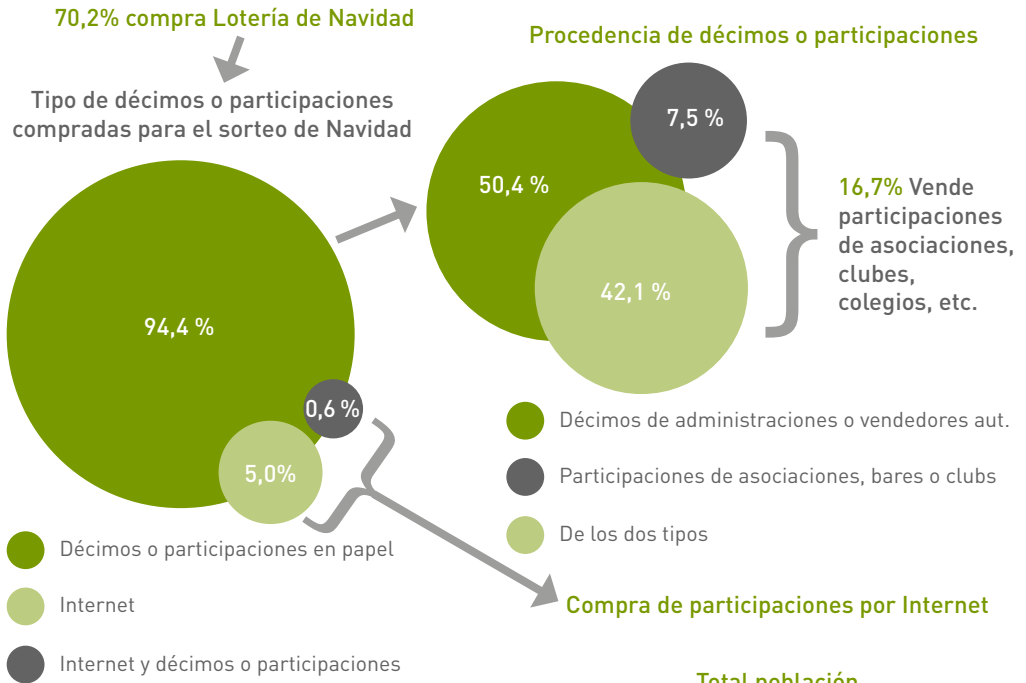 70,2% compra Lotería de Navidad
Tipo de décimos o participaciones
compradas para el sorteo de Navidad
94,4 %
0,6 %
5,0%
Décimos o participaciones en papel
Internet
Internet y décimos o participaciones
Procedencia de décimos o participaciones
7,5 %
50,4 %
42,1 %
16,7% Vende
participaciones
de asociaciones,
clubes,
colegios, etc.
Décimos de administraciones o vendedores aut.
Participaciones de asociaciones, bares o clubs
De los dos tipos
Compra de participaciones por Internet
Total población